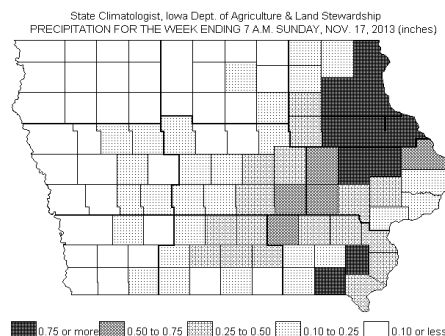 State Climatologist, Iowa Dept. of Agriculture & Land Stewardship
PRECIPITATION FOR THE WEEK ENDING 7 A.M. SUNDAY, NOV. 17, 2013 (inches)
0.75 or more 0.50 to 0.75 0.25 to 0.50 0.10 to 0.25 0.10 or less